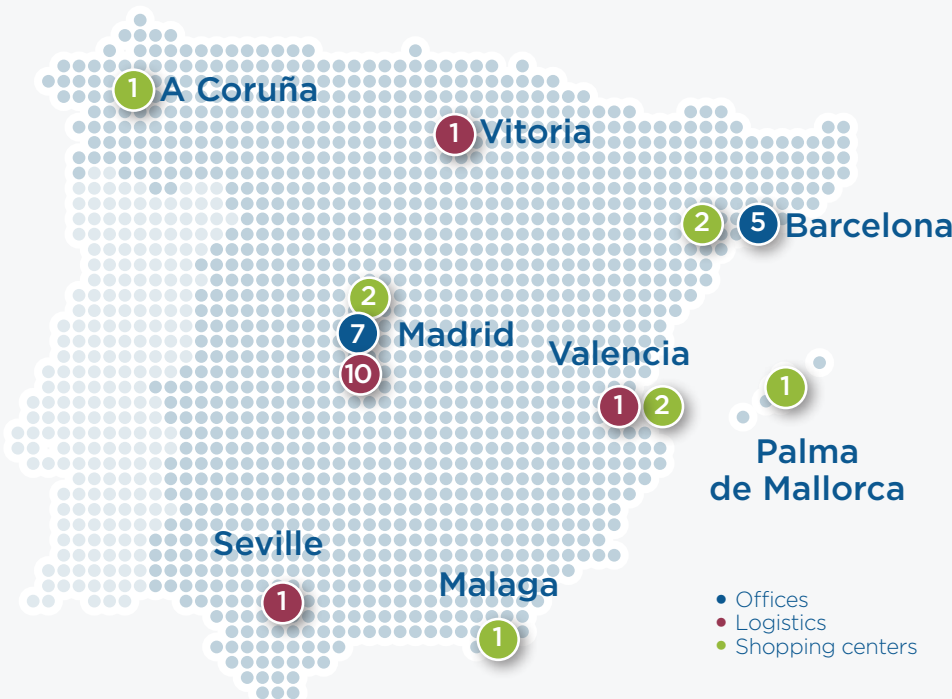 1 A Coruña
1 Vitoria
2 5 Barcelona
2
7 Madrid
10
Valencia
1 2
1
Palma
de Mallorca
Seville
1
Malaga
1
Offices
Logistics
Shopping centers